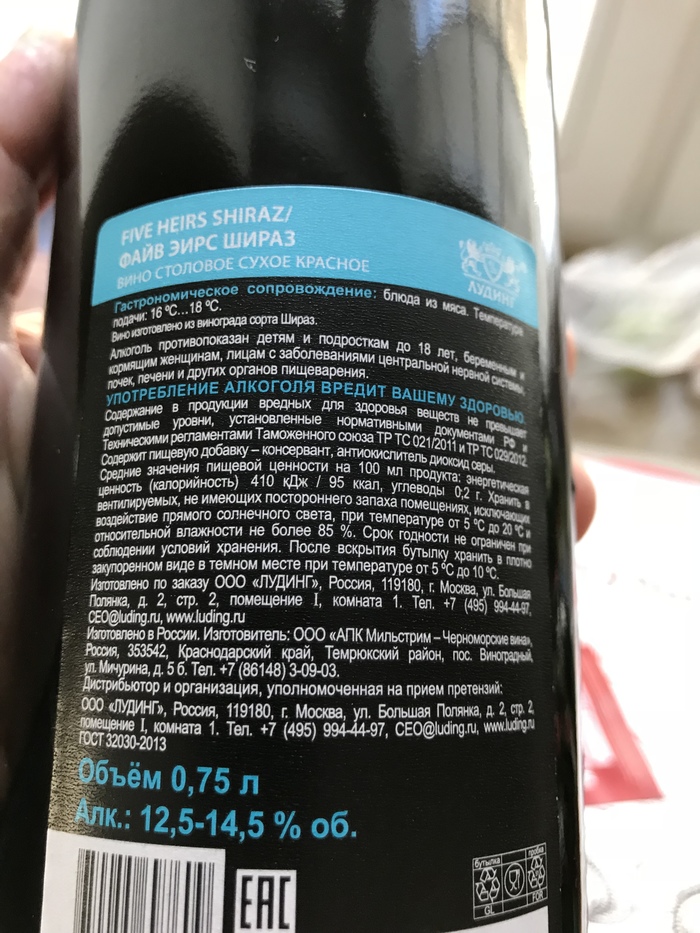 FIVE HEIRS SHIRAZ/
ФАЙВ ЭИРС ШИРАЗ
ВИНО СТОЛОВОЕ СУХОЕ КРАСНОЕ
ЛУДИНГ
Гастрономическое сопровождение: блюда из мяса. Температура
подачи: 16 °С...18 °С.
Вино изготовлено из винограда сорта Шираз.
Алкоголь противопоказан детям и подросткам до 18 лет, беременным и
кормящим женщинам, лицам с заболеваниями центральной нервной системы,
почек, печени и других органов пищеварения.
УПОТРЕБЛЕНИЕ АЛКОГОЛЯ ВРЕДИТ ВАШЕМУ ЗДОРОВЬЮ.
Содержание в продукции вредных для здоровья веществ не превышает
допустимые уровни, установленные нормативными документами РФ и
Техническими регламентами Таможенного союза ТР ТС 021/2011 и ТР ТС 029/2012.
Содержит пищевую добавку – консервант, антиокислитель диоксид серы.
Средние значения пищевой ценности на 100 мл продукта: энергетическая
ценность (калорийность) 410 кДж / 95 ккал, углеводы 0,2 г. Хранить в
вентилируемых, не имеющих постороннего запаха помещениях, исключающих
воздействие прямого солнечного света, при температуре от 5 °С до 20 °С и
относительной влажности не более 85 %. Срок годности не ограничен при
соблюдении условий хранения. После вскрытия бутылку хранить в плотно
закупоренном виде в темном месте при температуре от 5 °С до 10 °С.
Изготовлено по заказу ООО «ЛУДИНГ», Россия, 119180, г. Москва, ул. Большая
Полянка, д. 2, стр. 2, помещение I, комната 1. Тел. +7 (495) 994-44-97,
CEO@luding.ru, www.luding.ru
Изготовлено в России. Изготовитель: ООО «АПК Мильстрим – Черноморские вина»,
Россия, 353542, Краснодарский край, Темрюкский район, пос. Виноградный,
ул. Мичурина, д. 5 б. Тел. +7 (86148) 3-09-03.
Дистрибьютор и организация, уполномоченная на прием претензий:
ООО «ЛУДИНГ», Россия, 119180, г. Москва, ул. Большая Полянка, д. 2, стр. 2,
помещение I, комната 1. Тел. +7 (495) 994-44-97, CEO@luding.ru, www.luding.ru
ГОСТ 32030-2013
Объём 0,75 л
Алк.: 12,5-14,5 % об.
ЕАС
бутылка пробка
GL FOR